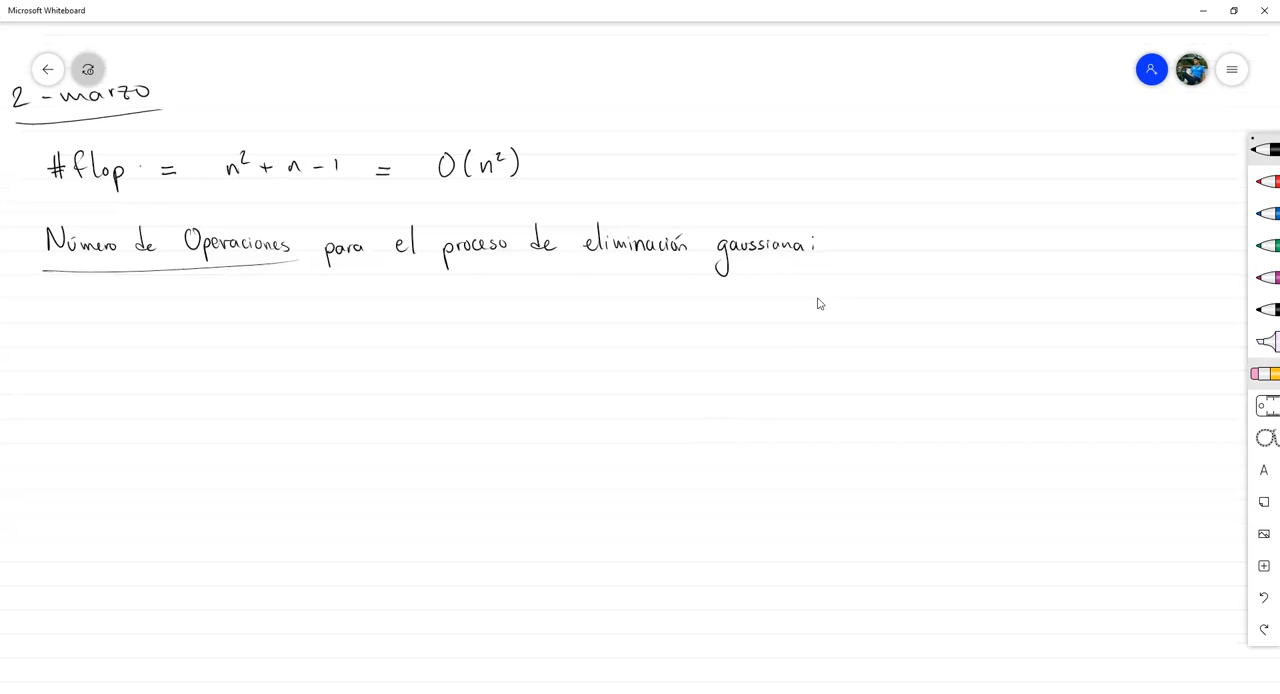 Microsoft Whiteboard
2 - marzo
#flop = n² + n - 1 = O(n²)
Número de Operaciones para el proceso de eliminación gaussiana:
A